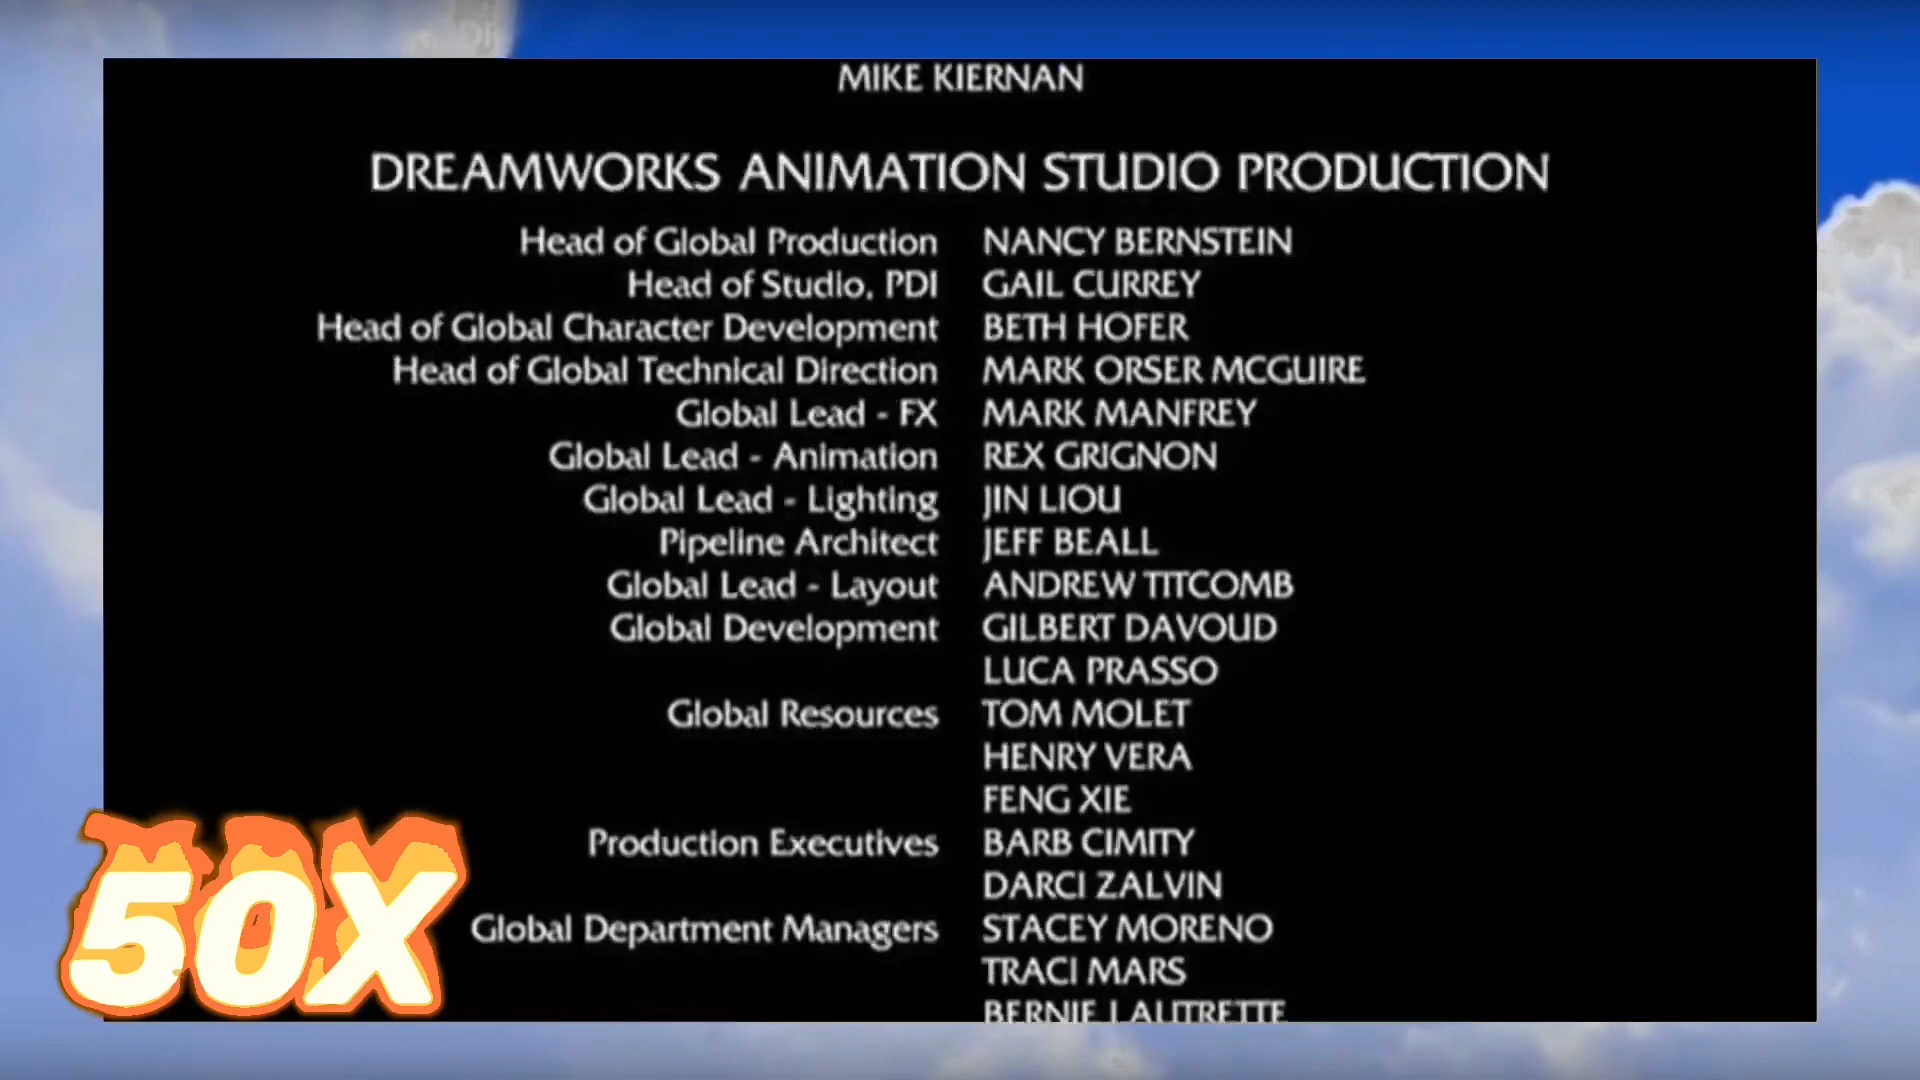 MIKE KIERNAN
DREAMWORKS ANIMATION STUDIO PRODUCTION
Head of Global Production NANCY BERNSTEIN
Head of Studio, PDI GAIL CURREY
Head of Global Character Development BETH HOFER
Head of Global Technical Direction MARK ORSER MCGUIRE
Global Lead - FX MARK MANFREY
Global Lead - Animation REX GRIGNON
Global Lead - Lighting JIN LIOU
Pipeline Architect JEFF BEALL
Global Lead - Layout ANDREW TITCOMB
Global Development GILBERT DAVOUD
LUCA PRASSO
Global Resources TOM MOLET
HENRY VERA
FENG XIE
Production Executives BARB CIMITY
DARCI ZALVIN
Global Department Managers STACEY MORENO
TRACI MARS
BERNIE LAUTRETTE
50X